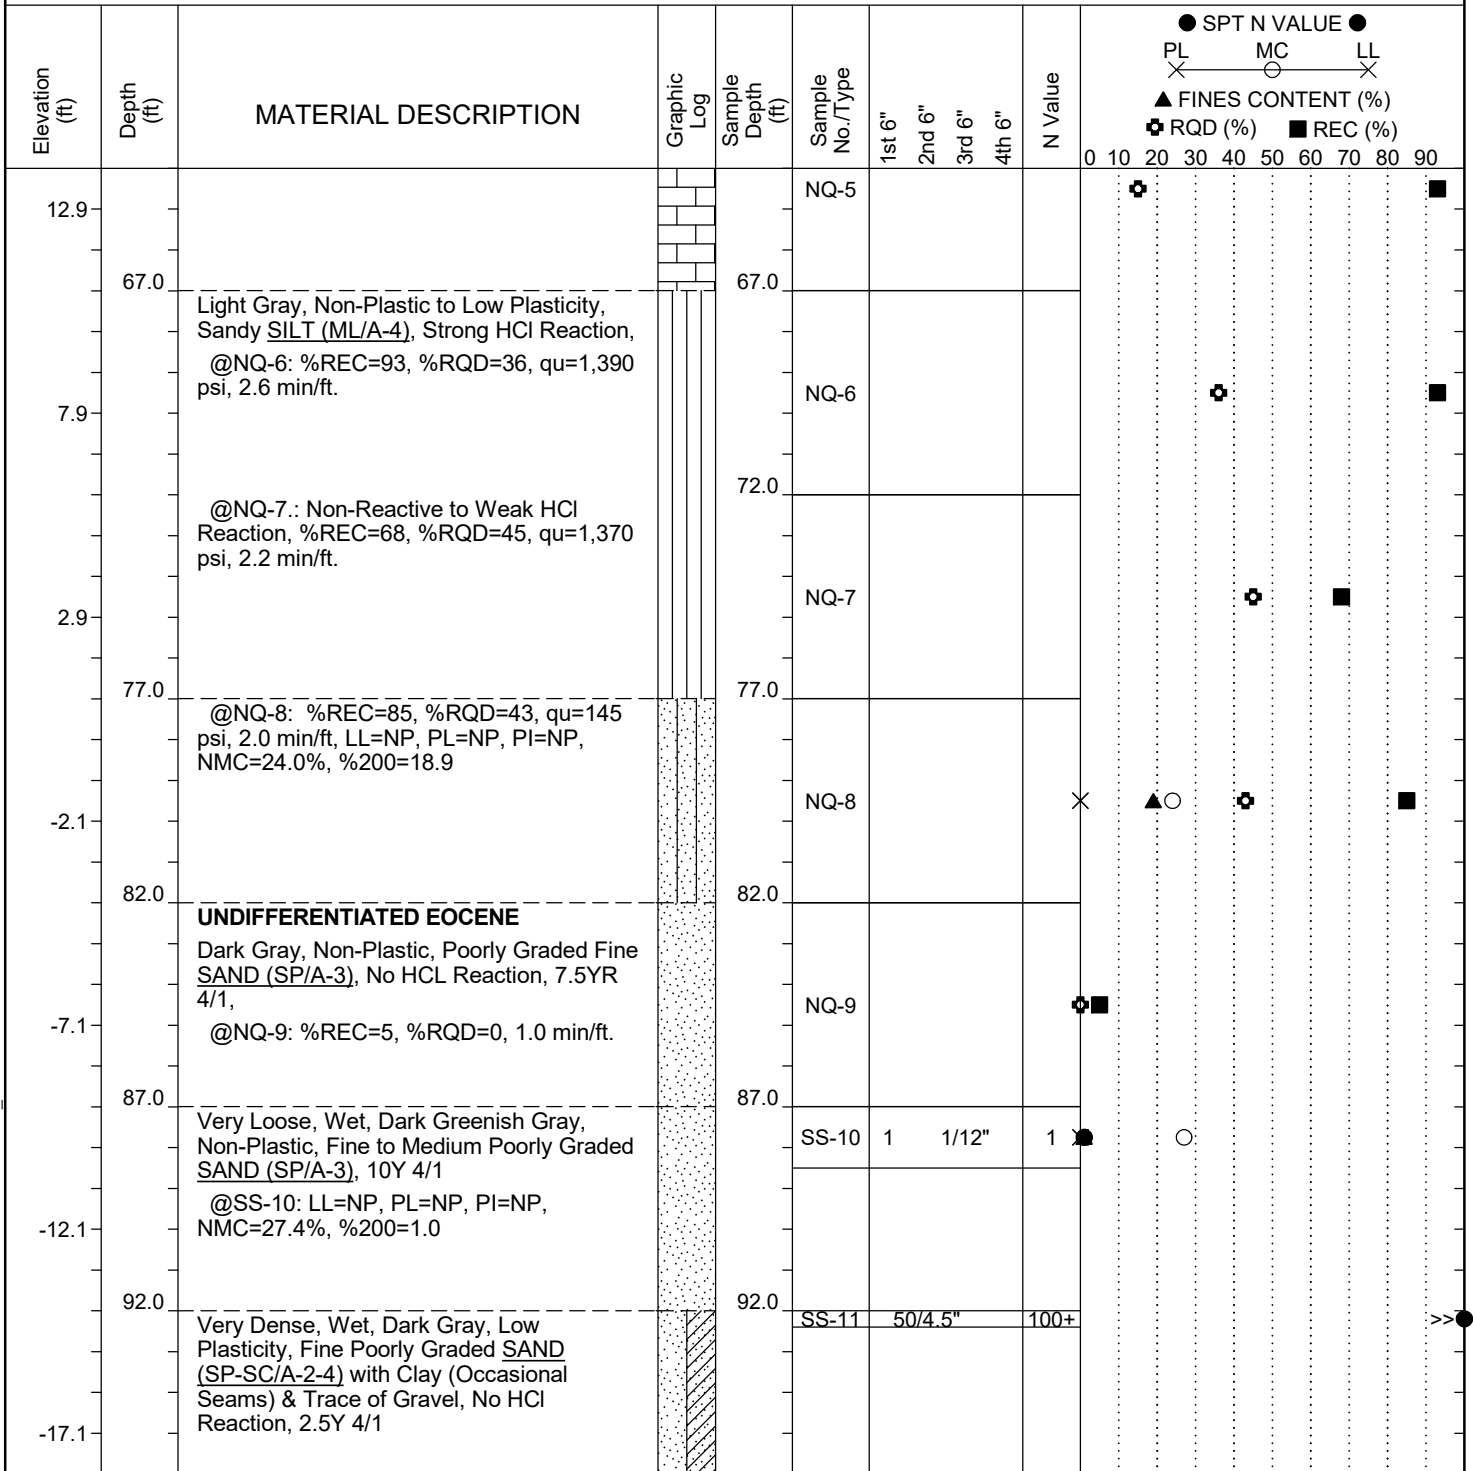 Elevation (ft)
Depth (ft)
MATERIAL DESCRIPTION
Graphic Log
Sample Depth (ft)
Sample No./Type
1st 6"
2nd 6"
3rd 6"
4th 6"
N Value
SPT N VALUE
PL MC LL
FINES CONTENT (%)
RQD (%) REC (%)
0 10 20 30 40 50 60 70 80 90
NQ-5
12.9
67.0 67.0
Light Gray, Non-Plastic to Low Plasticity,
Sandy SILT (ML/A-4), Strong HCl Reaction,
@NQ-6: %REC=93, %RQD=36, qu=1,390
psi, 2.6 min/ft.
NQ-6
7.9
72.0
@NQ-7.: Non-Reactive to Weak HCl
Reaction, %REC=68, %RQD=45, qu=1,370
psi, 2.2 min/ft.
NQ-7
2.9
77.0 77.0
@NQ-8: %REC=85, %RQD=43, qu=145
psi, 2.0 min/ft, LL=NP, PL=NP, PI=NP,
NMC=24.0%, %200=18.9
NQ-8
-2.1
82.0 82.0
UNDIFFERENTIATED EOCENE
Dark Gray, Non-Plastic, Poorly Graded Fine
SAND (SP/A-3), No HCL Reaction, 7.5YR
4/1,
NQ-9
-7.1
@NQ-9: %REC=5, %RQD=0, 1.0 min/ft.
87.0 87.0
Very Loose, Wet, Dark Greenish Gray,
Non-Plastic, Fine to Medium Poorly Graded
SAND (SP/A-3), 10Y 4/1
SS-10 1 1/12" 1
@SS-10: LL=NP, PL=NP, PI=NP,
NMC=27.4%, %200=1.0
-12.1
92.0 92.0
SS-11 50/4.5" 100+ >>
Very Dense, Wet, Dark Gray, Low
Plasticity, Fine Poorly Graded SAND
(SP-SC/A-2-4) with Clay (Occasional
Seams) & Trace of Gravel, No HCl
Reaction, 2.5Y 4/1
-17.1